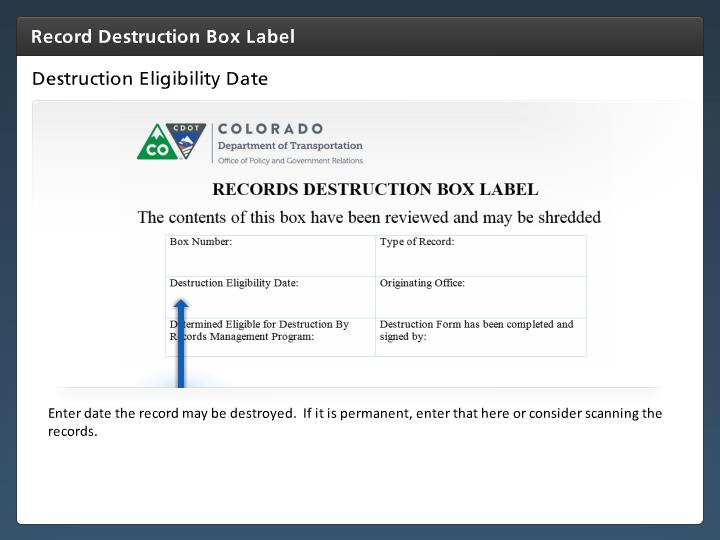 Record Destruction Box Label
Destruction Eligibility Date
CDOT
CO
COLORADO
Department of Transportation
Office of Policy and Government Relations
RECORDS DESTRUCTION BOX LABEL
The contents of this box have been reviewed and may be shredded
Box Number:
Type of Record:
Destruction Eligibility Date:
Originating Office:
Determined Eligible for Destruction By
Records Management Program:
Destruction Form has been completed and
signed by:
Enter date the record may be destroyed.  If it is permanent, enter that here or consider scanning the
records.